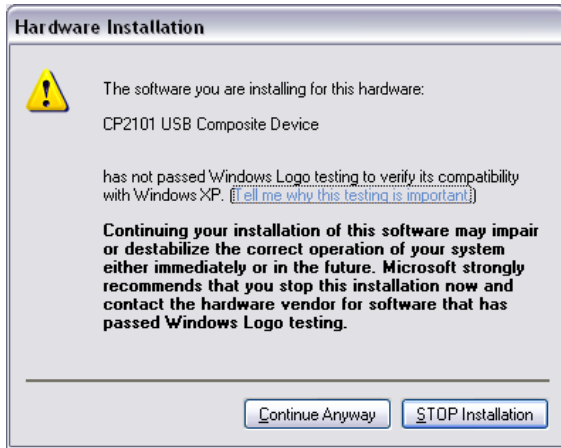 Hardware Installation
The software you are installing for this hardware:
CP2101 USB Composite Device
has not passed Windows Logo testing to verify its compatibility
with Windows XP. (Tell me why this testing is important.)
Continuing your installation of this software may impair
or destabilize the correct operation of your system
either immediately or in the future. Microsoft strongly
recommends that you stop this installation now and
contact the hardware vendor for software that has
passed Windows Logo testing.
Continue Anyway
STOP Installation